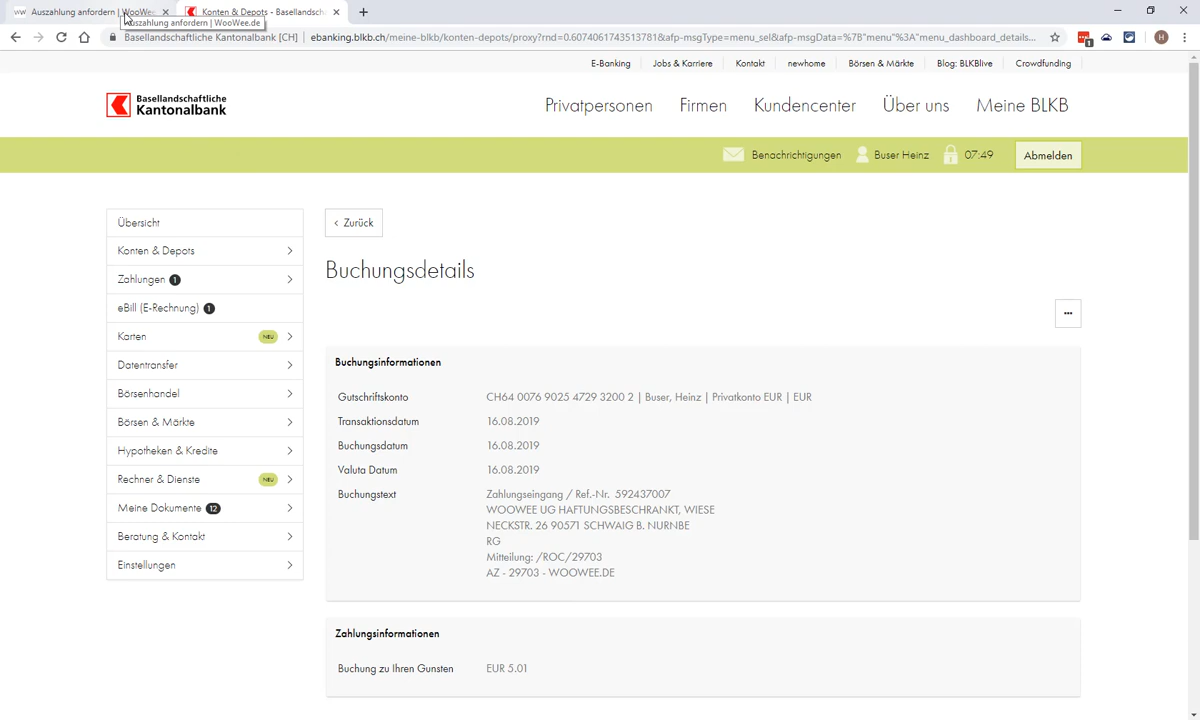 Auszahlung anfordern | WooWee
Konten & Depots - Basellandsch
Auszahlung anfordern | WooWee.de
Basellandschaftliche Kantonalbank [CH]
ebanking.blkb.ch/meine-blkb/konten-depots/proxy?rnd=0.6074061743513781&afp-msgType=menu_sel&afp-msgData=%7B"menu"%3A"menu_dashboard_details...
1
H
E-Banking
Jobs & Karriere
Kontakt
newhome
Börsen & Märkte
Blog: BLKBlive
Crowdfunding
Basellandschaftliche
Kantonalbank
Privatpersonen
Firmen
Kundencenter
Über uns
Meine BLKB
Benachrichtigungen
Buser Heinz
07:49
Abmelden
Übersicht
Konten & Depots
Zahlungen 1
eBill (E-Rechnung) 1
Karten NEU
Datentransfer
Börsenhandel
Börsen & Märkte
Hypotheken & Kredite
Rechner & Dienste NEU
Meine Dokumente 12
Beratung & Kontakt
Einstellungen
Zurück
Buchungsdetails
Buchungsinformationen
Gutschriftskonto CH64 0076 9025 4729 3200 2 | Buser, Heinz | Privatkonto EUR | EUR
Transaktionsdatum 16.08.2019
Buchungsdatum 16.08.2019
Valuta Datum 16.08.2019
Buchungstext Zahlungseingang / Ref.-Nr. 592437007
WOOWEE UG HAFTUNGSBESCHRANKT, WIESE
NECKSTR. 26 90571 SCHWAIG B. NURNBE
RG
Mitteilung: /ROC/29703
AZ - 29703 - WOOWEE.DE
Zahlungsinformationen
Buchung zu Ihren Gunsten EUR 5.01